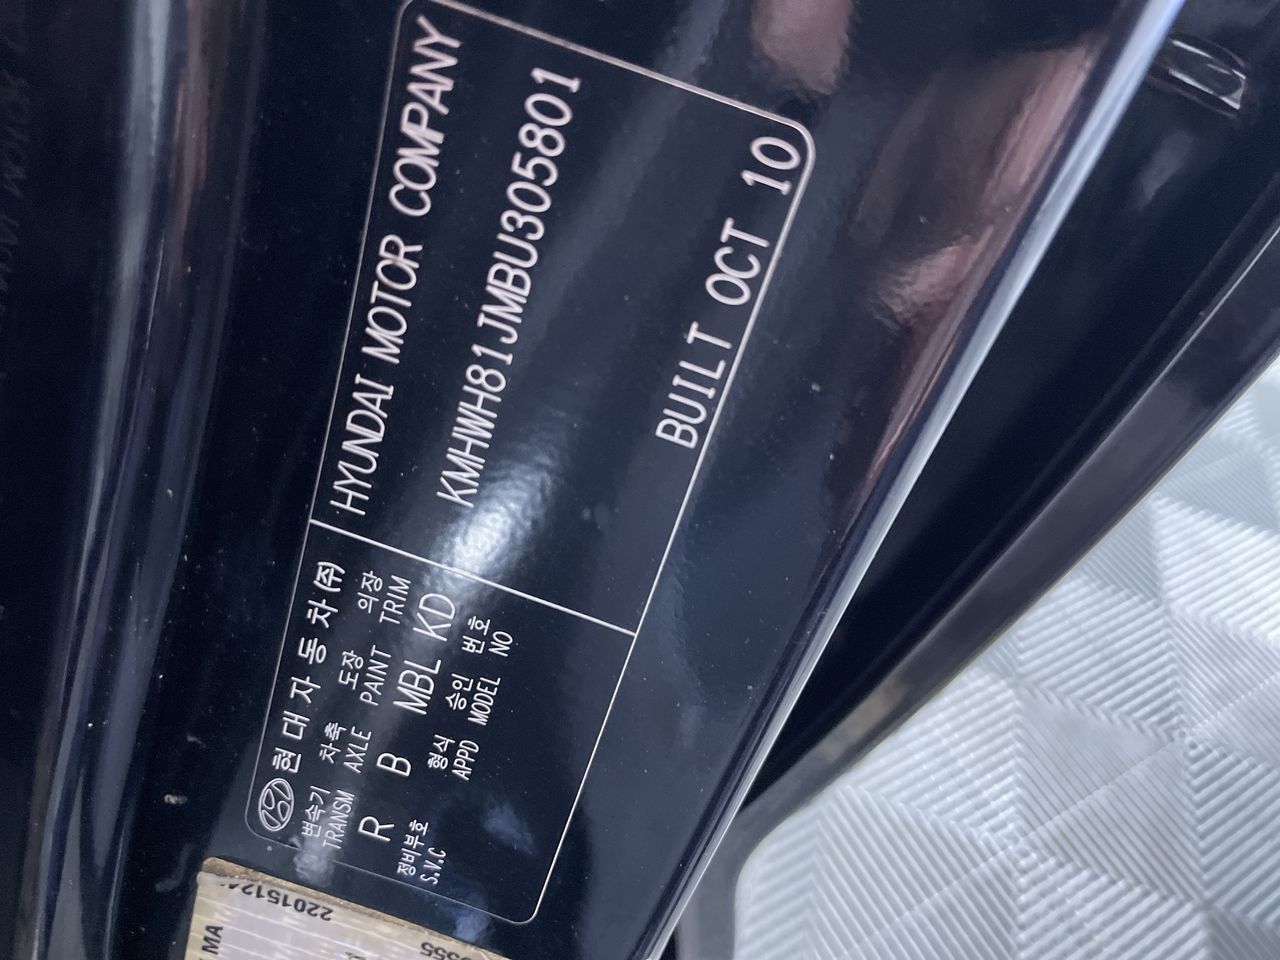 현대자동차(주)
변속기 차축 도장 의장
TRANSM AXLE PAINT TRIM
R B MBL KD
정비부호 형식 승인 번호
S.V.C APPD MODEL NO
HYUNDAI MOTOR COMPANY
KMHWH81JMBU305801
BUILT OCT 10
MA